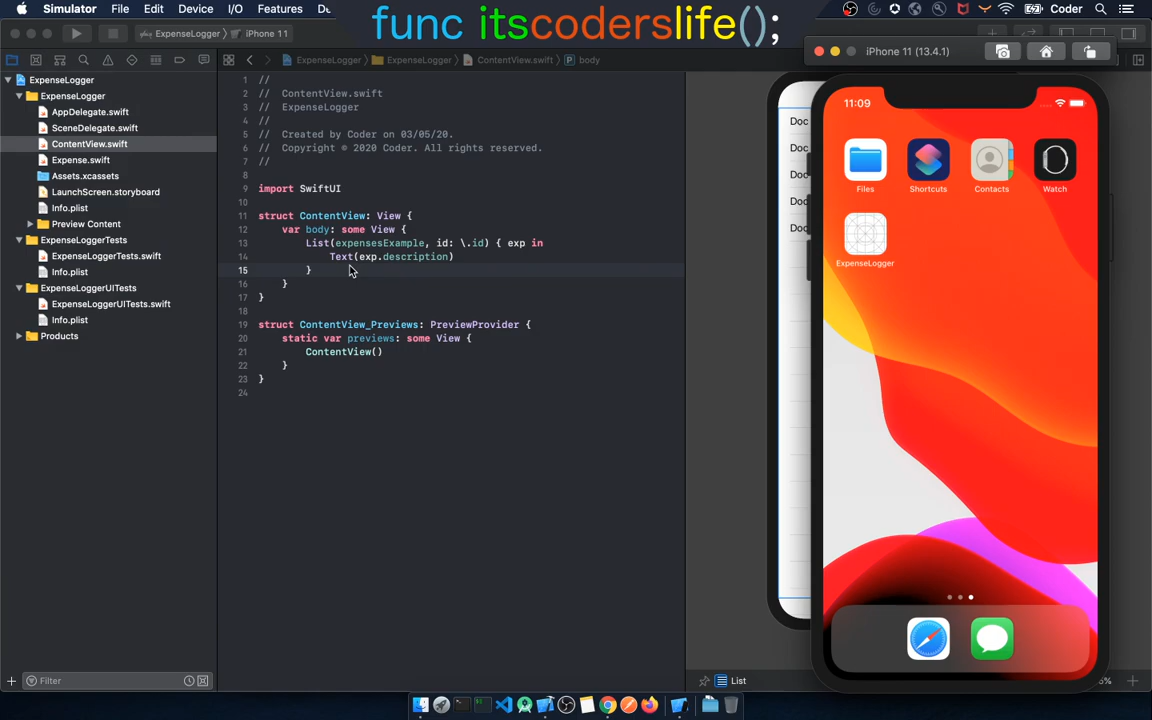 Simulator File Edit Device I/O Features
func itscoderslife();
Coder
ExpenseLogger iPhone 11
iPhone 11 (13.4.1)
ExpenseLogger ExpenseLogger ContentView.swift body
ExpenseLogger
ExpenseLogger
AppDelegate.swift
SceneDelegate.swift
ContentView.swift
Expense.swift
Assets.xcassets
LaunchScreen.storyboard
Info.plist
Preview Content
ExpenseLoggerTests
ExpenseLoggerTests.swift
Info.plist
ExpenseLoggerUITests
ExpenseLoggerUITests.swift
Info.plist
Products
Filter
1 //
2 // ContentView.swift
3 // ExpenseLogger
4 //
5 // Created by Coder on 03/05/20.
6 // Copyright © 2020 Coder. All rights reserved.
7 //
8
9 import SwiftUI
10
11 struct ContentView: View {
12 var body: some View {
13 List(expensesExample, id: \.id) { exp in
14 Text(exp.description)
15 }
16 }
17 }
18
19 struct ContentView_Previews: PreviewProvider {
20 static var previews: some View {
21 ContentView()
22 }
23 }
24
Doc
Doc
Doc
Doc
Doc
11:09
Files Shortcuts Contacts Watch
ExpenseLogger
List